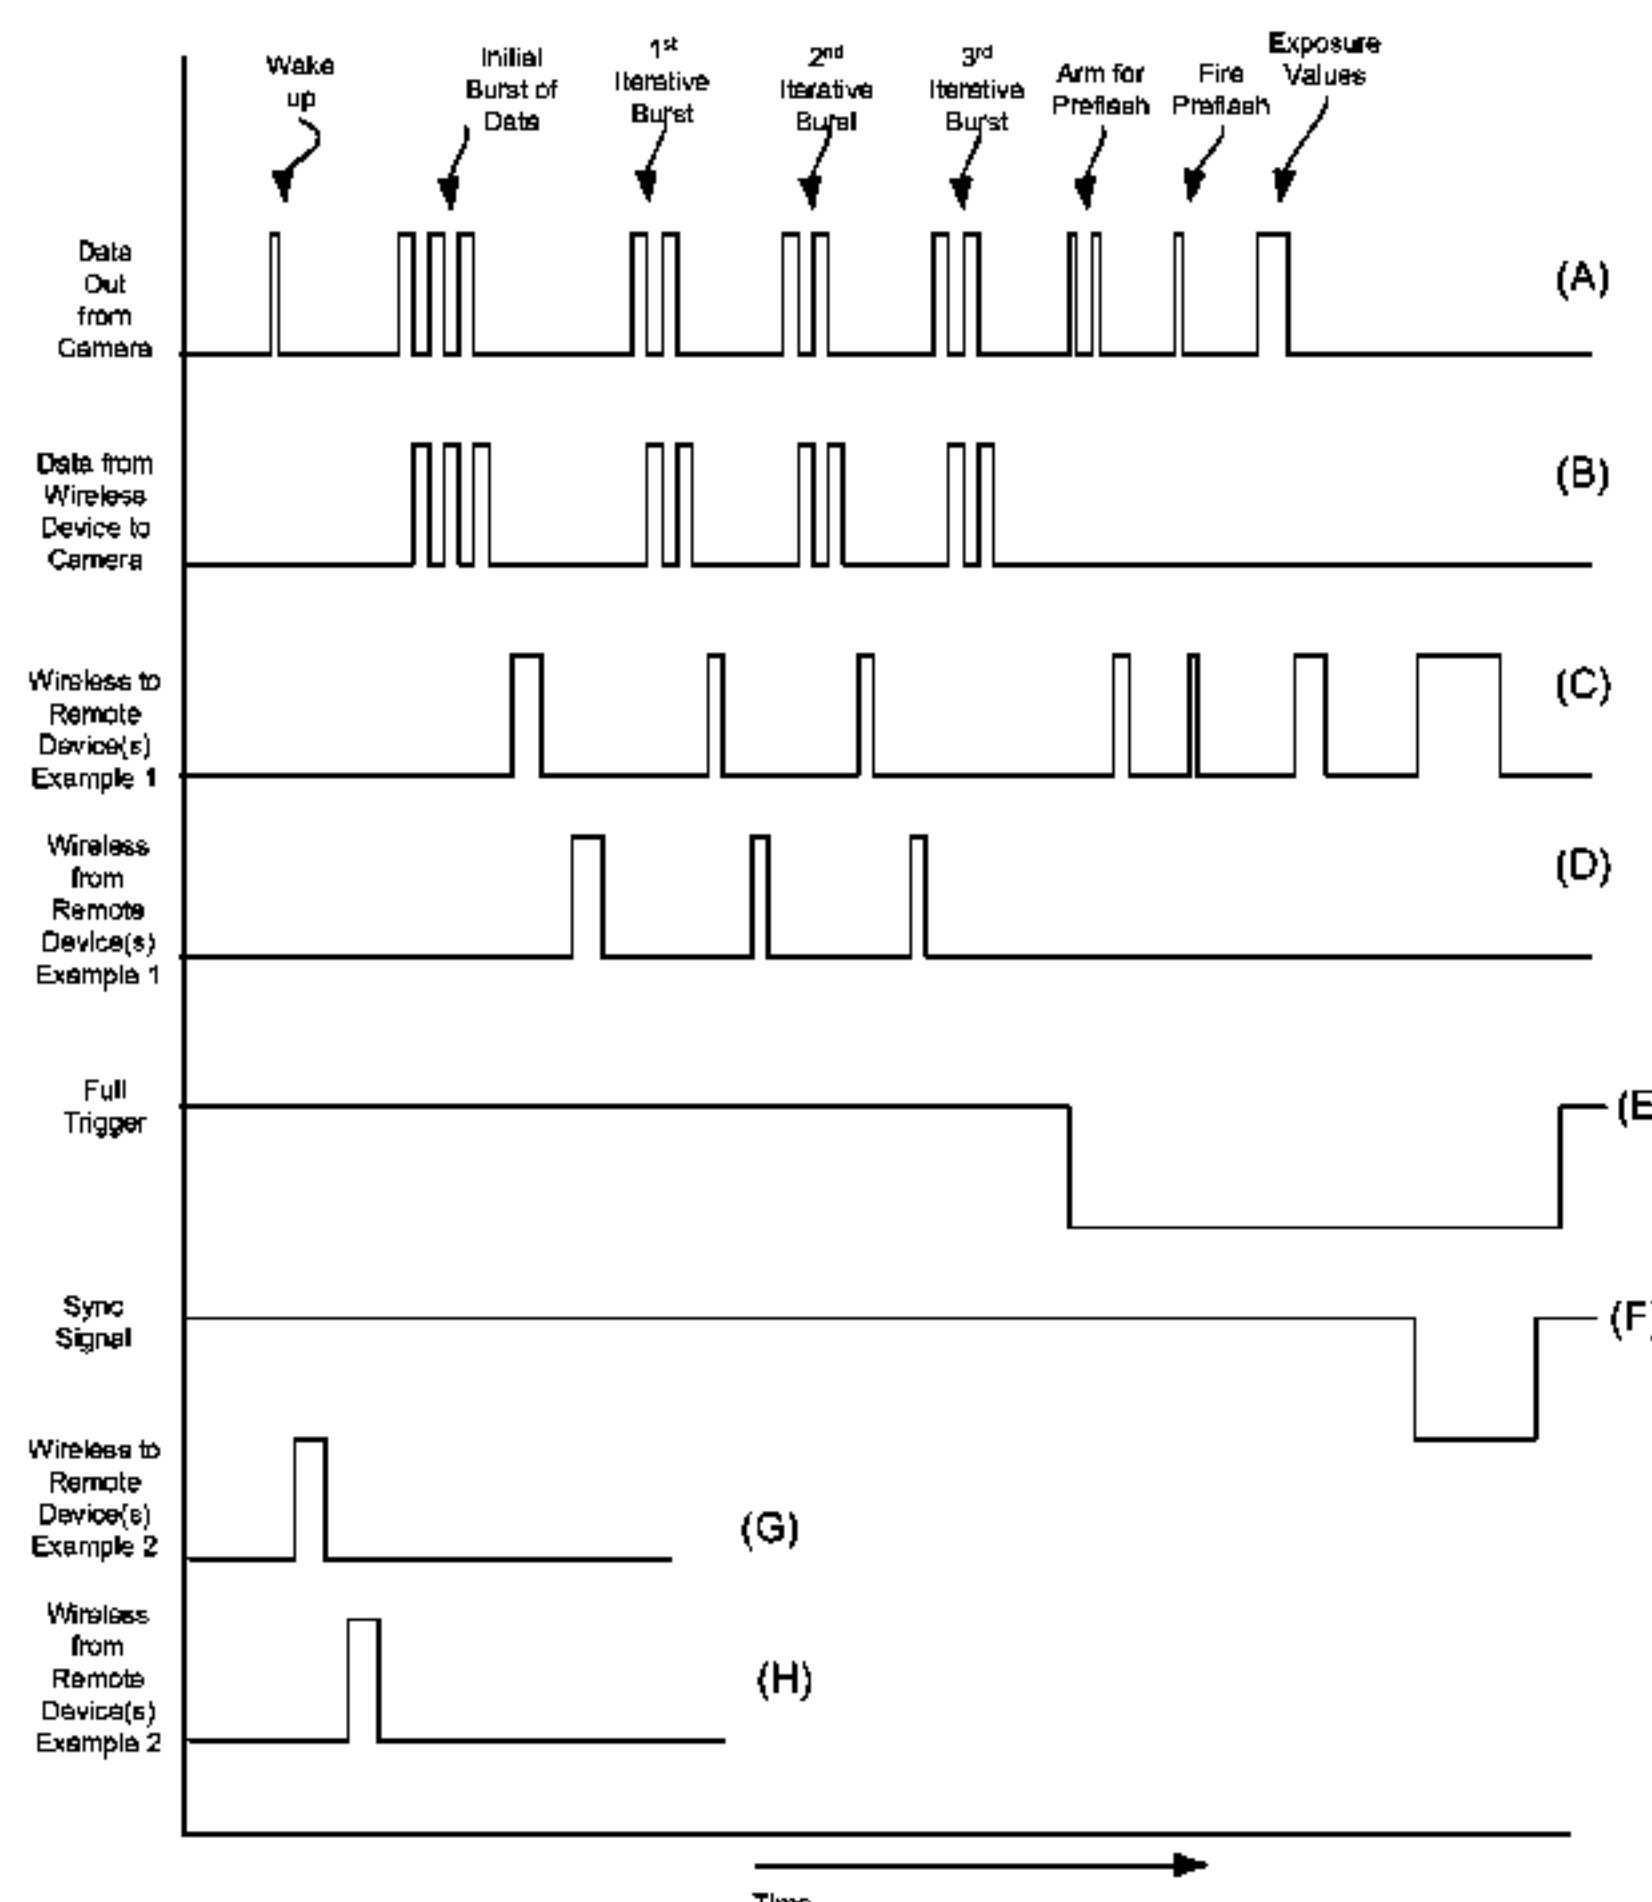 Wake
up
Initial
Burst of
Data
1st
Iterative
Burst
2nd
Iterative
Burst
3rd
Iterative
Burst
Arm for
Preflash
Fire
Preflash
Exposure
Values
Data
Out
from
Camera
(A)
Data from
Wireless
Device to
Camera
(B)
Wireless to
Remote
Device(s)
Example 1
(C)
Wireless
from
Remote
Device(s)
Example 1
(D)
Full
Trigger
(E
Sync
Signal
(F)
Wireless to
Remote
Device(s)
Example 2
(G)
Wireless
from
Remote
Device(s)
Example 2
(H)
Time